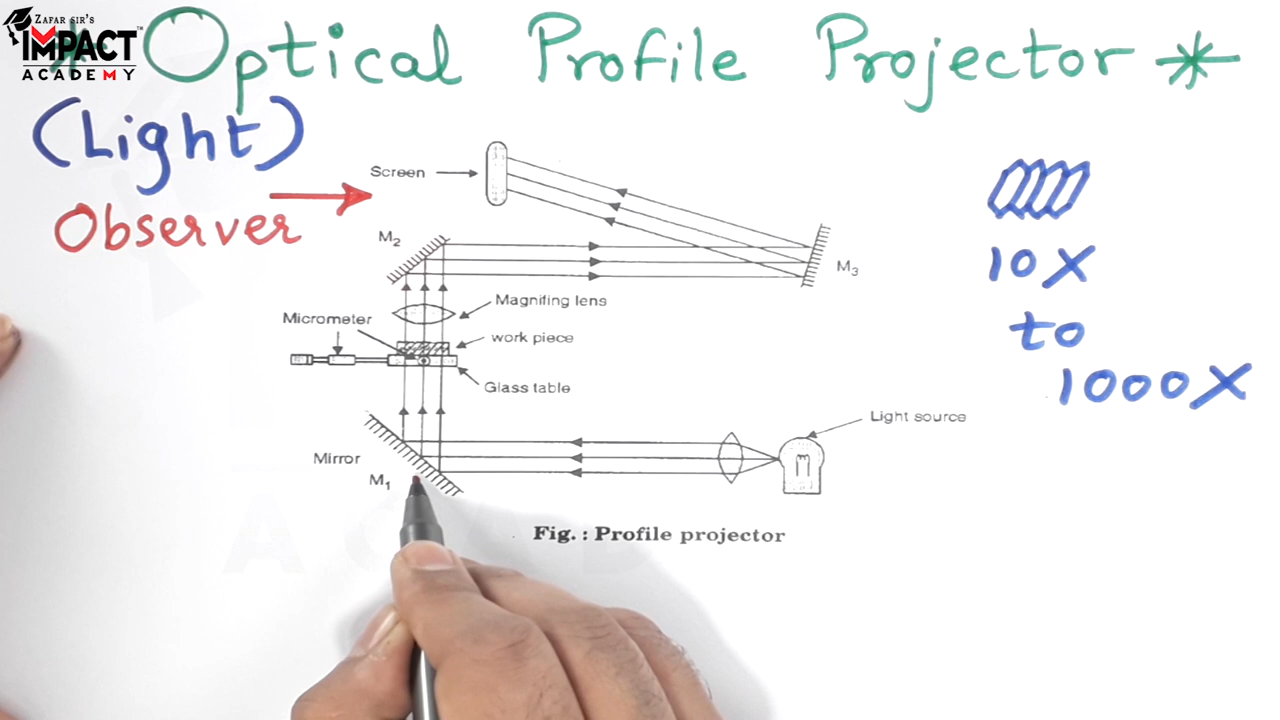 ZAFAR SIR'S
IMPACT™
ACADEMY
* Optical Profile Projector *
(Light)
Observer
Screen
M2
M3
Magnifing lens
Micrometer
work piece
Glass table
Light source
Mirror
M1
Fig. : Profile projector
10X
to
1000X